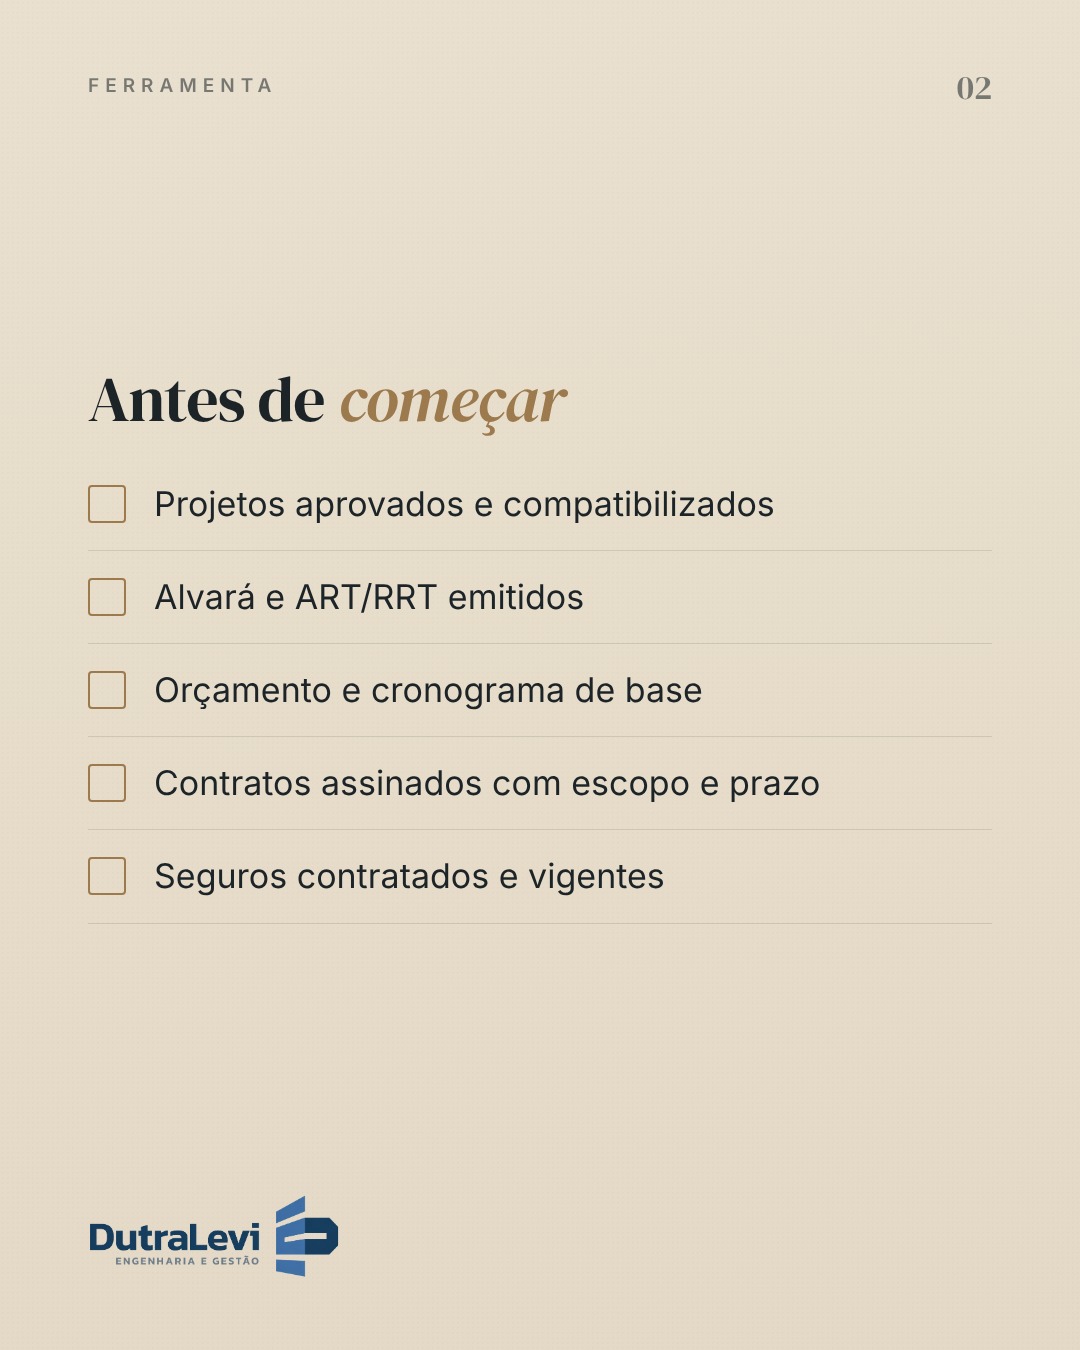 FERRAMENTA
02
Antes de começar
Projetos aprovados e compatibilizados
Alvará e ART/RRT emitidos
Orçamento e cronograma de base
Contratos assinados com escopo e prazo
Seguros contratados e vigentes
DutraLevi
ENGENHARIA E GESTÃO